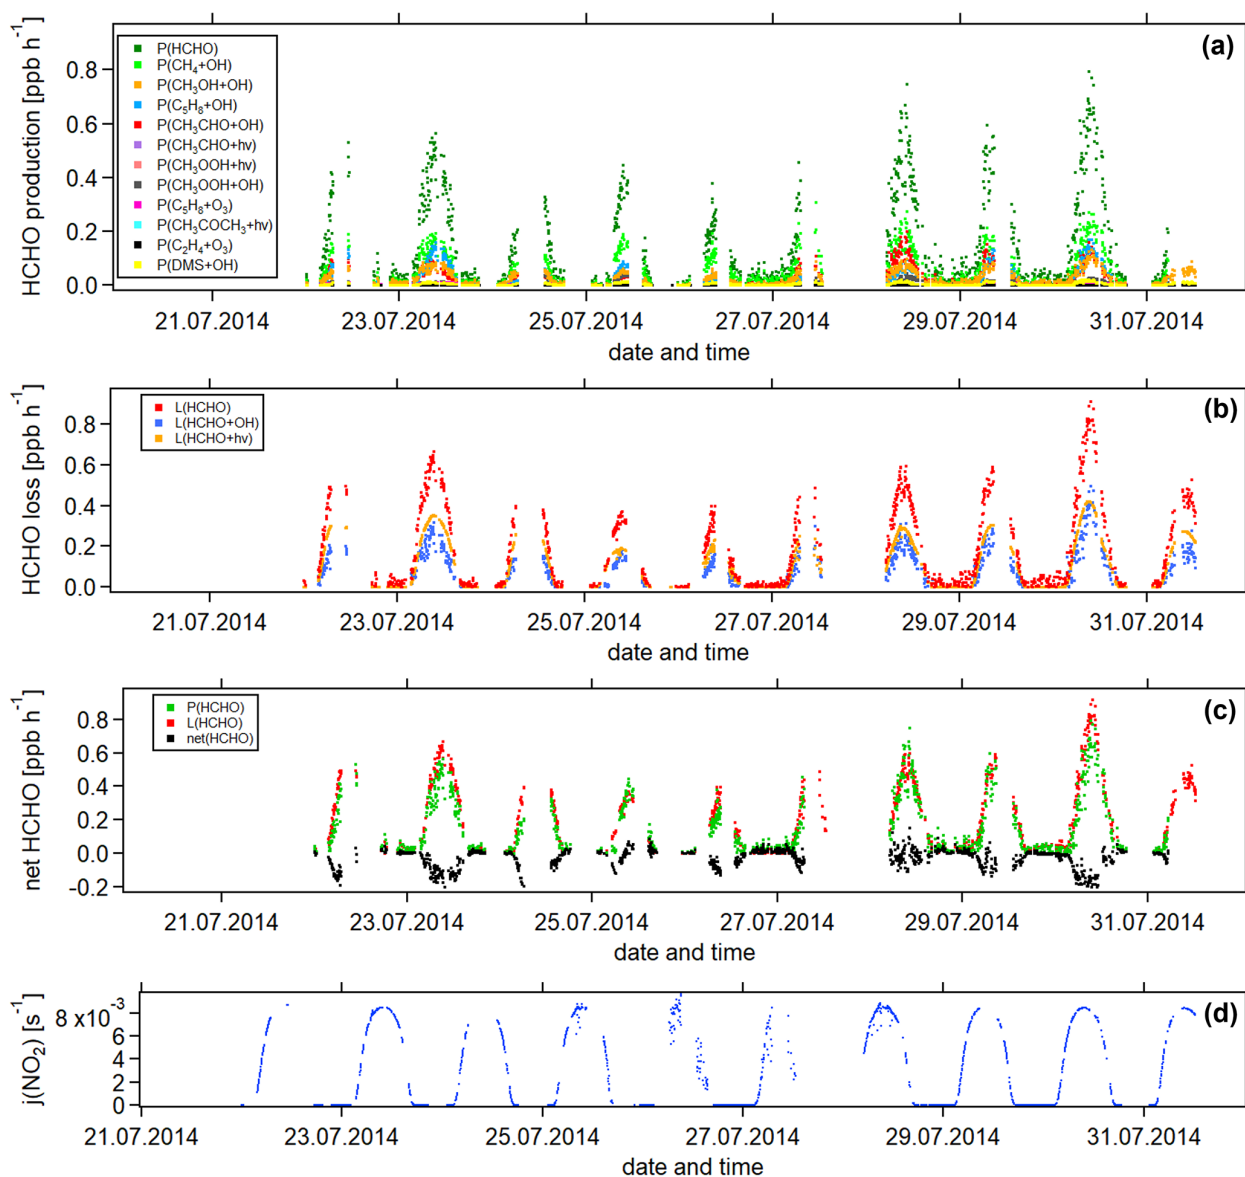 (a)
HCHO production [ppb h⁻¹]
0.8
0.6
0.4
0.2
0.0
P(HCHO)
P(CH₄+OH)
P(CH₃OH+OH)
P(C₅H₈+OH)
P(CH₃CHO+OH)
P(CH₃CHO+hv)
P(CH₃OOH+hv)
P(CH₃OOH+OH)
P(C₅H₈+O₃)
P(CH₃COCH₃+hv)
P(C₂H₄+O₃)
P(DMS+OH)
21.07.2014 23.07.2014 25.07.2014 27.07.2014 29.07.2014 31.07.2014
date and time
(b)
HCHO loss [ppb h⁻¹]
0.8
0.6
0.4
0.2
0.0
L(HCHO)
L(HCHO+OH)
L(HCHO+hv)
21.07.2014 23.07.2014 25.07.2014 27.07.2014 29.07.2014 31.07.2014
date and time
(c)
net HCHO [ppb h⁻¹]
0.8
0.6
0.4
0.2
0.0
−0.2
P(HCHO)
L(HCHO)
net(HCHO)
21.07.2014 23.07.2014 25.07.2014 27.07.2014 29.07.2014 31.07.2014
date and time
(d)
j(NO₂) [s⁻¹]
8 x10⁻³
6
4
2
0
21.07.2014 23.07.2014 25.07.2014 27.07.2014 29.07.2014 31.07.2014
date and time